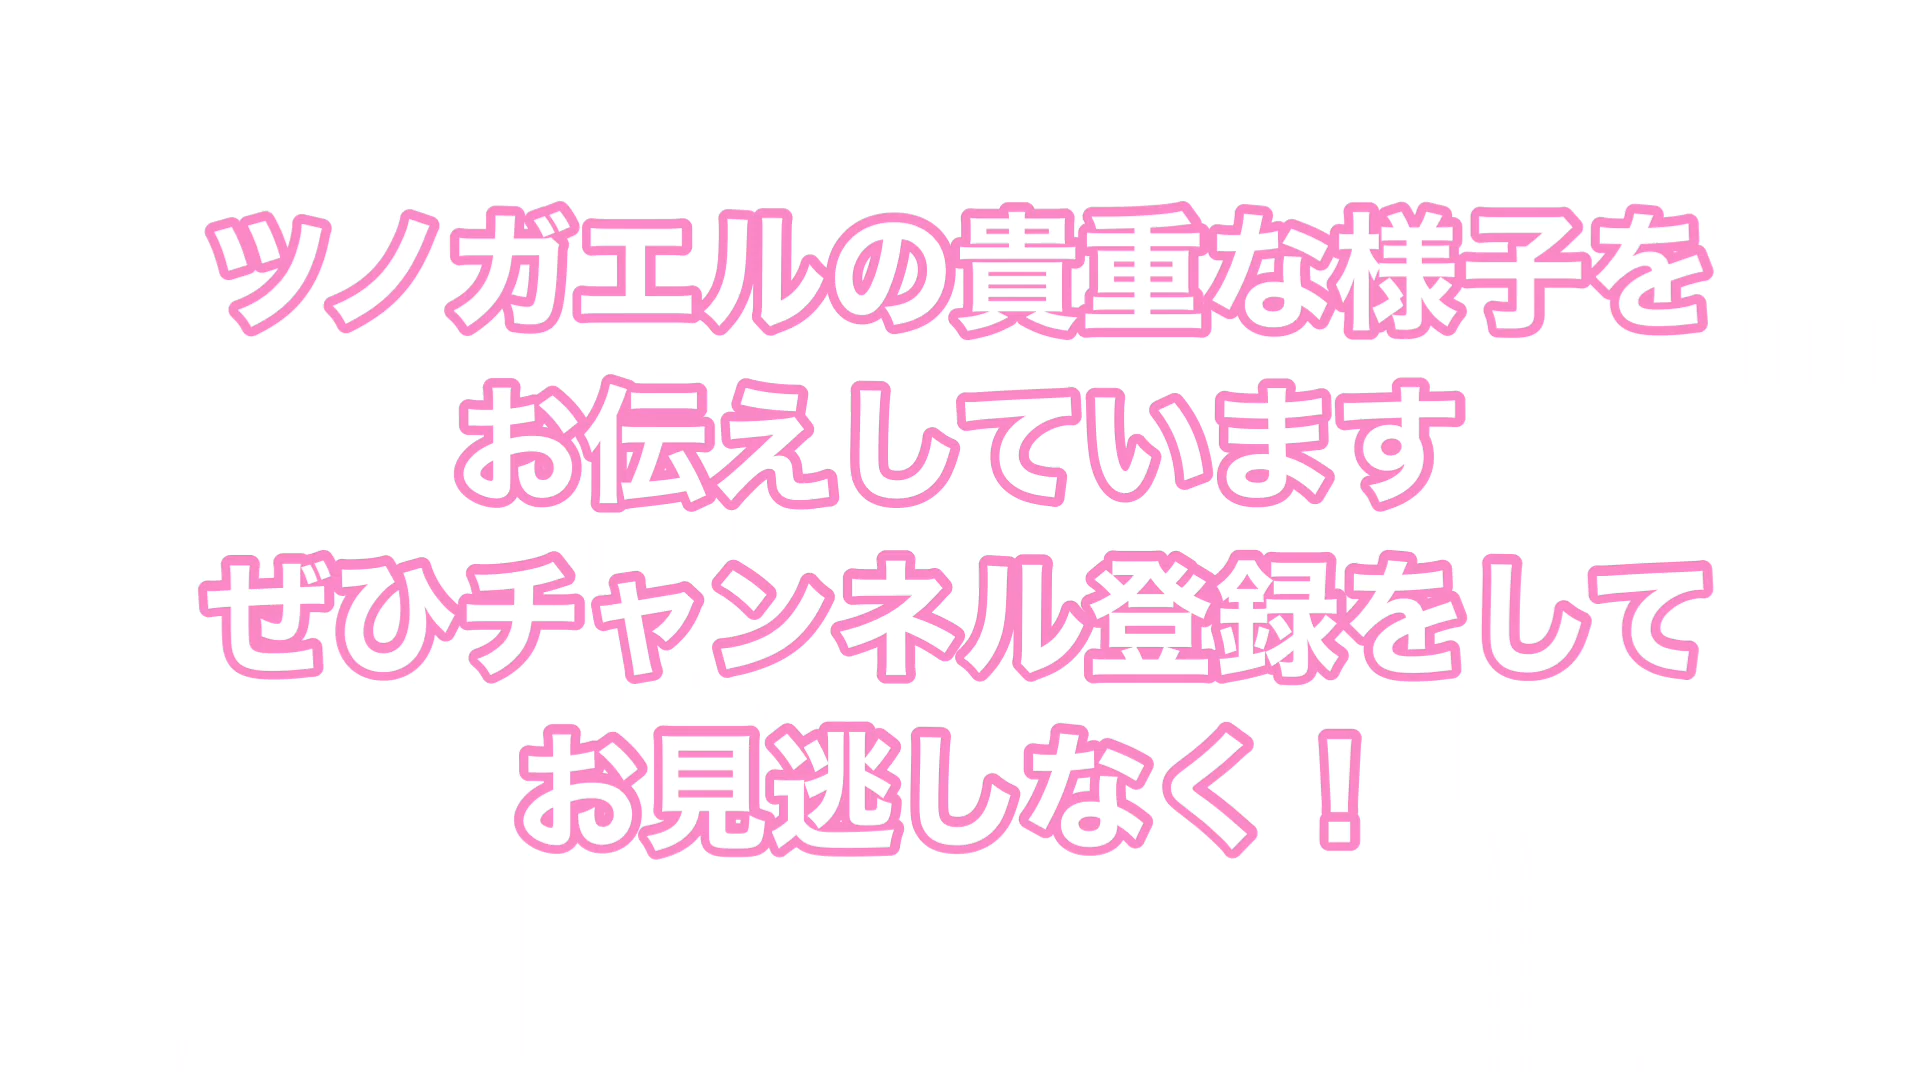 ツノガエルの貴重な様子を
お伝えしています
ぜひチャンネル登録をして
お見逃しなく！